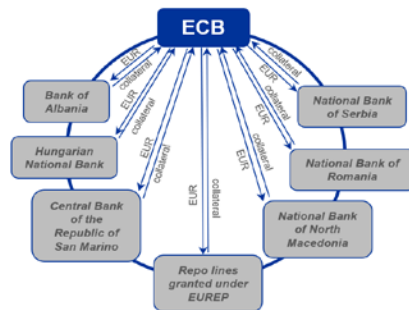 ECB
EUR
collateral
EUR
collateral
EUR
collateral
EUR
collateral
EUR
collateral
EUR
collateral
EUR
collateral
Bank of
Albania
Hungarian
National Bank
Central Bank
of the
Republic of
San Marino
Repo lines
granted under
EUREP
National Bank
of North
Macedonia
National Bank of
Romania
National Bank
of Serbia